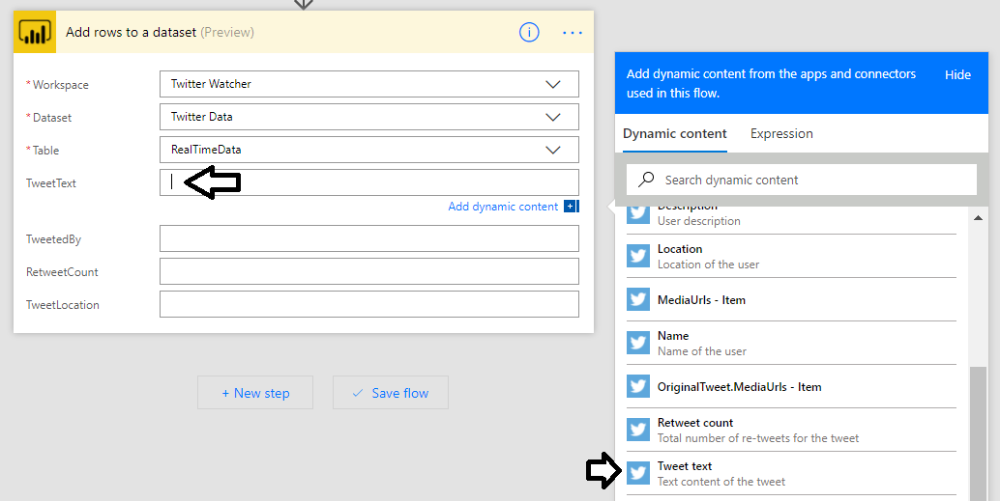 Add rows to a dataset (Preview)
* Workspace
Twitter Watcher
* Dataset
Twitter Data
* Table
RealTimeData
TweetText
Add dynamic content
TweetedBy
RetweetCount
TweetLocation
+ New step
Save flow
Add dynamic content from the apps and connectors
used in this flow.
Hide
Dynamic content
Expression
Search dynamic content
Description
User description
Location
Location of the user
MediaUrls - Item
Name
Name of the user
OriginalTweet.MediaUrls - Item
Retweet count
Total number of re-tweets for the tweet
Tweet text
Text content of the tweet